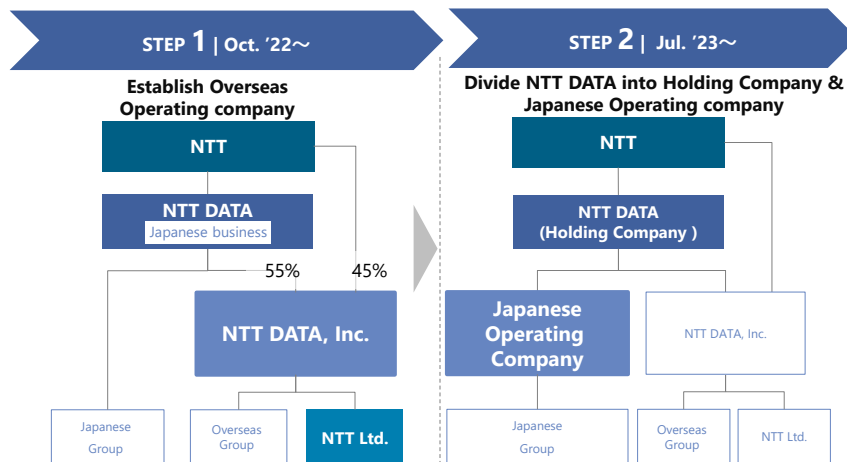 STEP 1 | Oct. ’22～
Establish Overseas
Operating company
NTT
NTT DATA
Japanese business
55%
45%
NTT DATA, Inc.
Japanese
Group
Overseas
Group
NTT Ltd.
STEP 2 | Jul. ’23～
Divide NTT DATA into Holding Company &
Japanese Operating company
NTT
NTT DATA
(Holding Company )
Japanese
Operating
Company
NTT DATA, Inc.
Japanese
Group
Overseas
Group
NTT Ltd.